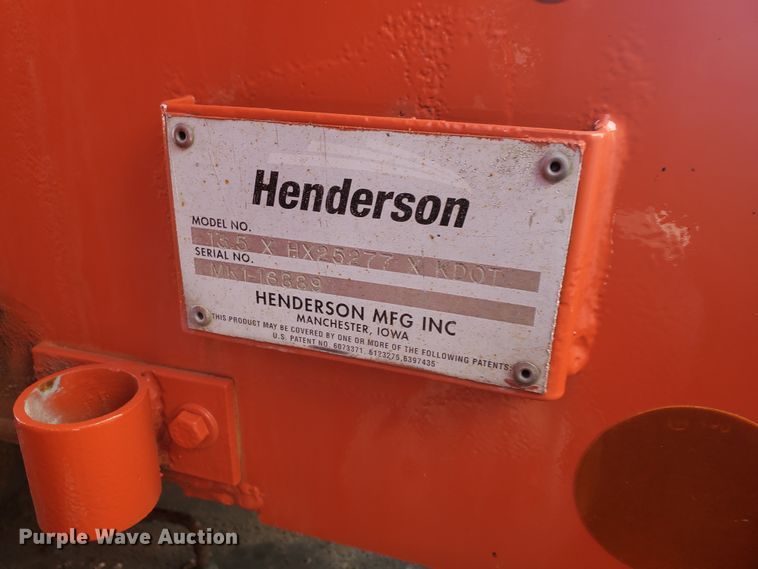 Henderson
MODEL NO.
13.5 X HX25277 X KDOT
SERIAL NO.
MK1-16889
HENDERSON MFG INC
MANCHESTER, IOWA
THIS PRODUCT MAY BE COVERED BY ONE OR MORE OF THE FOLLOWING PATENTS:
U.S. PATENT NO. 6073371, 6123276,6397435
Purple Wave Auction